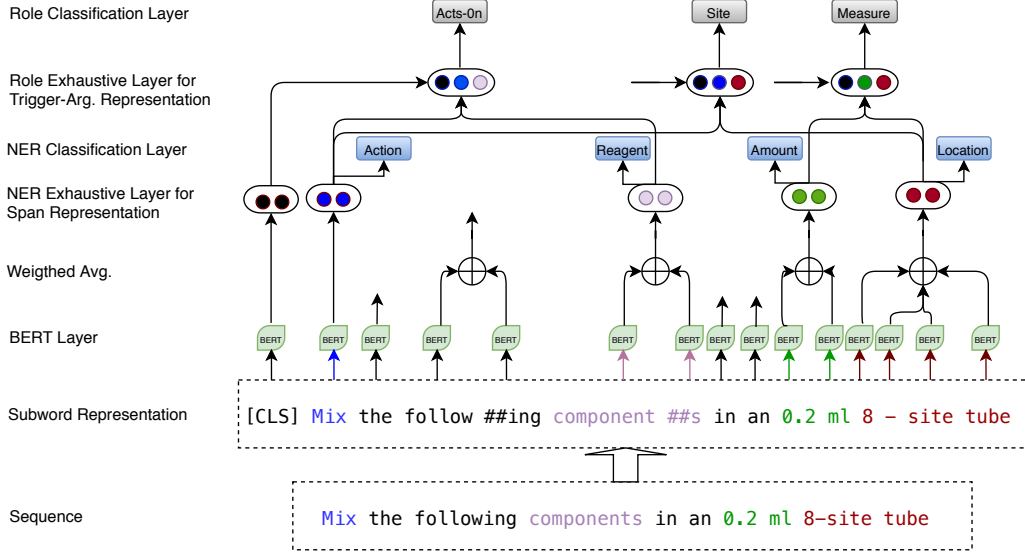 Role Classification Layer
Acts-0n Site Measure
Role Exhaustive Layer for
Trigger-Arg. Representation
NER Classification Layer
Action Reagent Amount Location
NER Exhaustive Layer for
Span Representation
Weigthed Avg.
BERT Layer
BERT BERT BERT BERT BERT BERT BERT BERT BERT BERT BERT BERT BERT BERT BERT
Subword Representation
[CLS] Mix the follow ##ing component ##s in an 0.2 ml 8 - site tube
Sequence
Mix the following components in an 0.2 ml 8-site tube